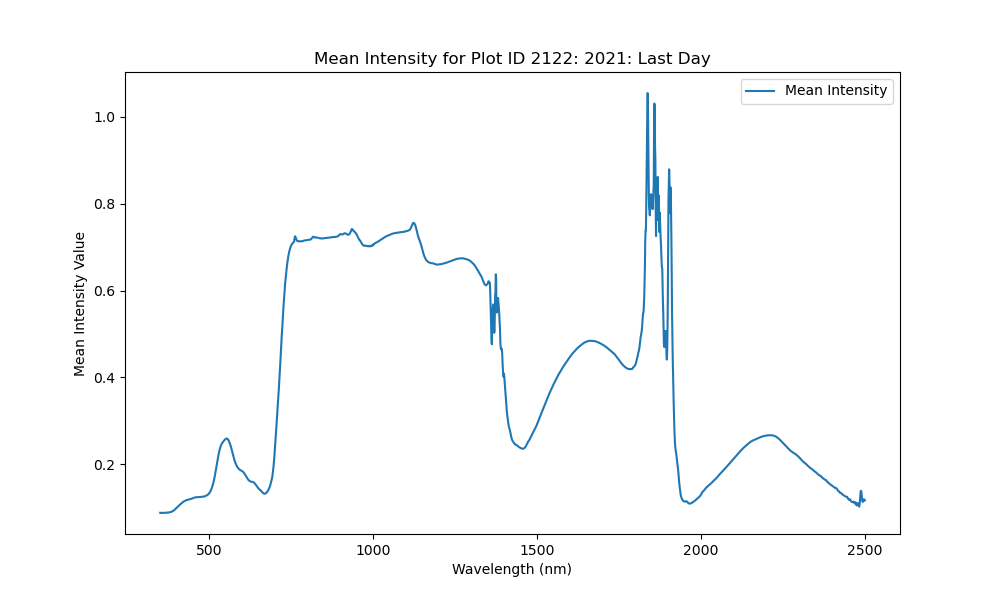 Mean Intensity for Plot ID 2122: 2021: Last Day
Mean Intensity
Mean Intensity Value
1.0
0.8
0.6
0.4
0.2
500
1000
1500
2000
2500
Wavelength (nm)